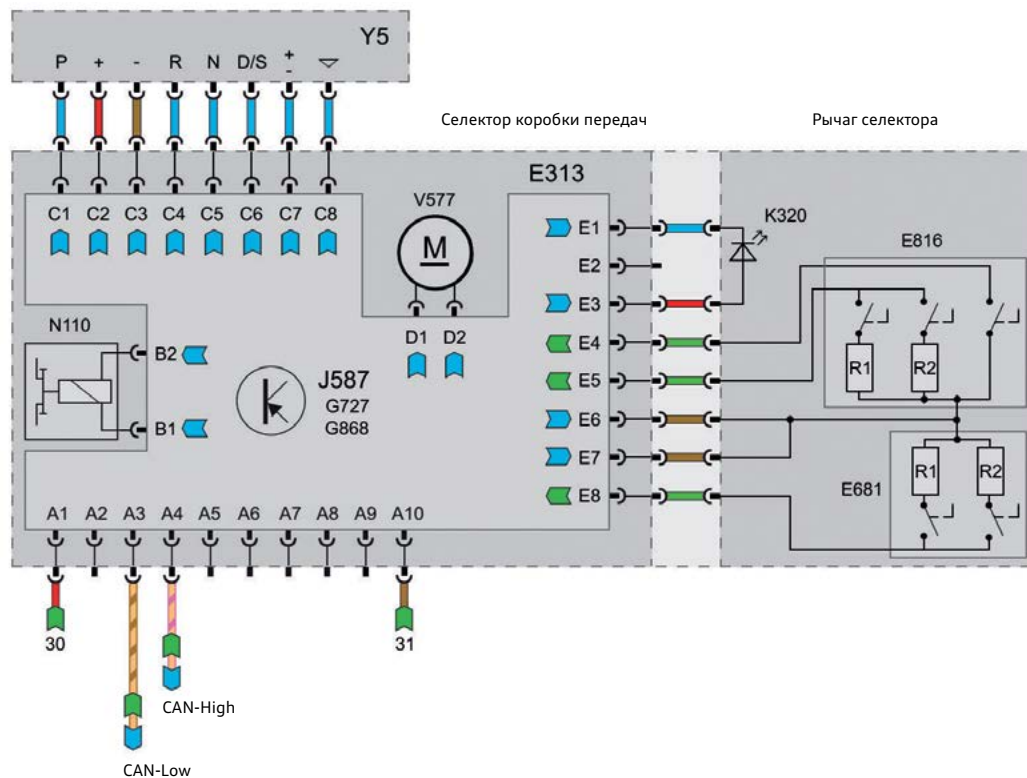 Y5
P + - R N D/S + -
Селектор коробки передач
Рычаг селектора
E313
C1 C2 C3 C4 C5 C6 C7 C8
V577
M
E1
K320
E816
E2
N110
E3
D1 D2
B2
E4
J587
R1 R2
E5
G727
G868
E6
B1
E7
E681
R1 R2
E8
A1 A2 A3 A4 A5 A6 A7 A8 A9 A10
30
31
CAN-High
CAN-Low